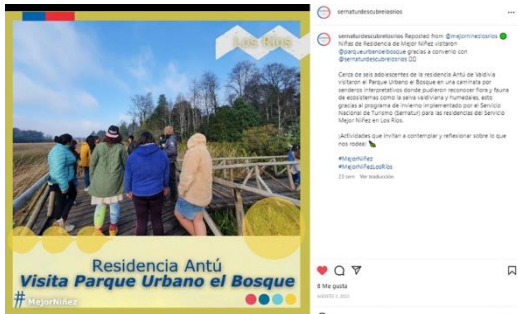 Los Ríos
Residencia Antú
Visita Parque Urbano el Bosque
# MejorNiñez
sernaturdescubrelosrios
sernaturdescubrelosrios Reposted from @mejorninezlosrios
Niñas de Residencia de Mejor Niñez visitaron
@parqueurbanoelbosque gracias a convenio con
@sernaturdescubrelosrios
Cerca de seis adolescentes de la residencia Antú de Valdivia
visitaron el Parque Urbano el Bosque en una caminata por
senderos interpretativos donde pudieron reconocer flora y fauna
de ecosistemas como la selva valdiviana y humedales, esto
gracias al programa de invierno implementado por el Servicio
Nacional de Turismo (Sernatur) para las residencias del Servicio
Mejor Niñez en Los Ríos.
¡Actividades que invitan a contemplar y reflexionar sobre lo que
nos rodea!
#MejorNiñez
#MejorNiñezLosRíos
Ver traducción
8 Me gusta
AGOSTO 2, 2022